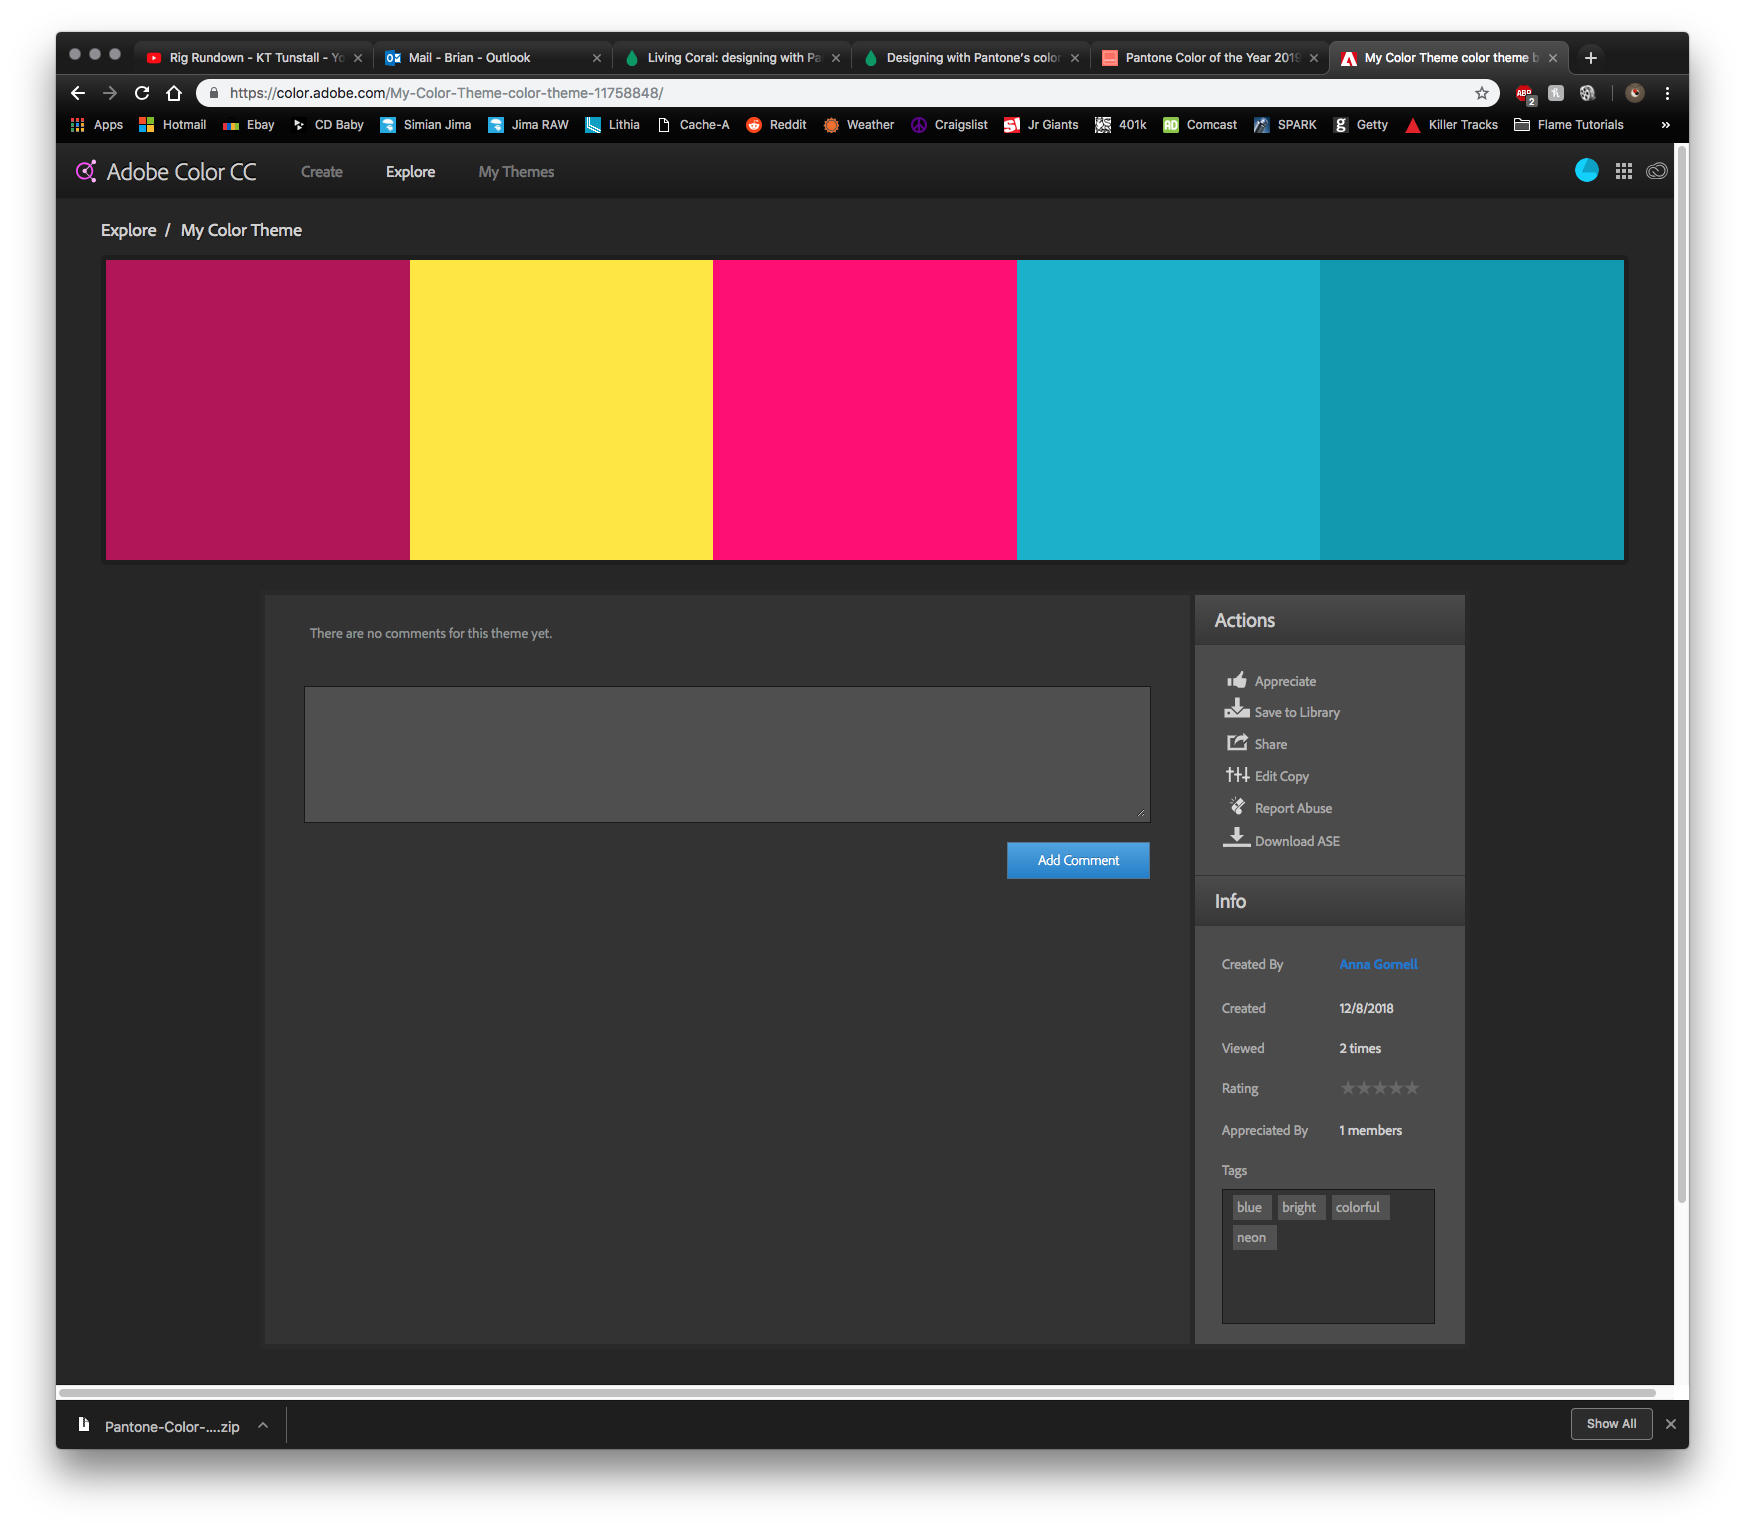 Rig Rundown - KT Tunstall - Yo
Mail - Brian - Outlook
Living Coral: designing with Pa
Designing with Pantone's color
Pantone Color of the Year 2019
My Color Theme color theme b
https://color.adobe.com/My-Color-Theme-color-theme-11758848/
ABP 2
Apps Hotmail Ebay CD Baby Simian Jima Jima RAW Lithia Cache-A Reddit Weather Craigslist Jr Giants 401k Comcast SPARK Getty Killer Tracks Flame Tutorials »
Adobe Color CC Create Explore My Themes
Explore / My Color Theme
There are no comments for this theme yet.
Add Comment
Actions
Appreciate
Save to Library
Share
Edit Copy
Report Abuse
Download ASE
Info
Created By Anna Gornell
Created 12/8/2018
Viewed 2 times
Rating ★★★★★
Appreciated By 1 members
Tags
blue bright colorful
neon
Pantone-Color-....zip
Show All